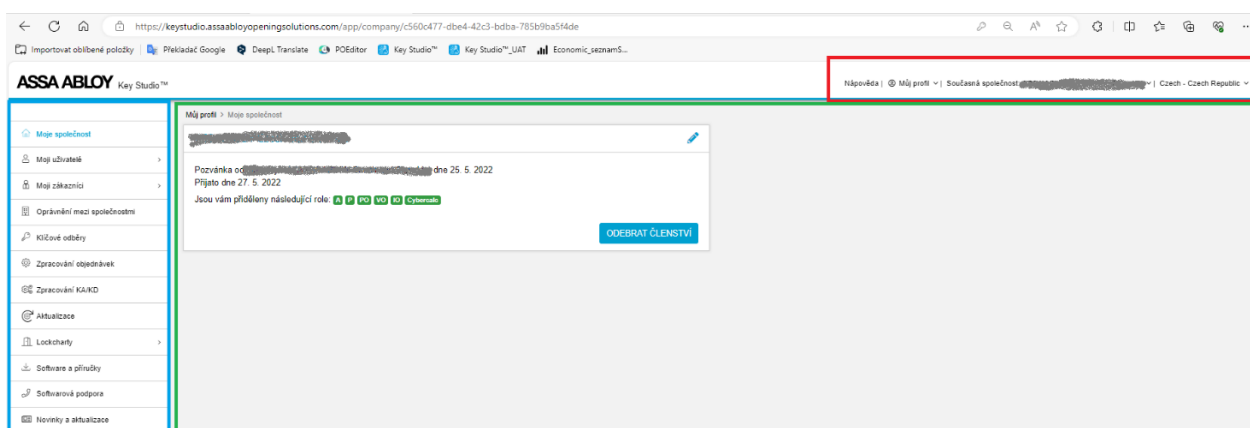 https://keystudio.assaabloyopeningsolutions.com/app/company/c560c477-dbe4-42c3-bdba-785b9ba5f4de
Importovat oblíbené položky Překladač Google DeepL Translate POEditor Key Studio™ Key Studio™_UAT Economic_seznamS...
ASSA ABLOY Key Studio™
Nápověda | Můj profil | Současná společnost | Czech - Czech Republic
Můj profil > Moje společnost
Moje společnost
Moji uživatelé
Moji zákazníci
Oprávnění mezi společnostmi
Klíčové odběry
Zpracování objednávek
Zpracování KA/KD
Aktualizace
Lockcharty
Software a příručky
Softwarová podpora
Novinky a aktualizace
Pozvánka od dne 25. 5. 2022
Přijato dne 27. 5. 2022
Jsou vám přiděleny následující role: A P PO VO IO Cybersafe
ODEBRAT ČLENSTVÍ